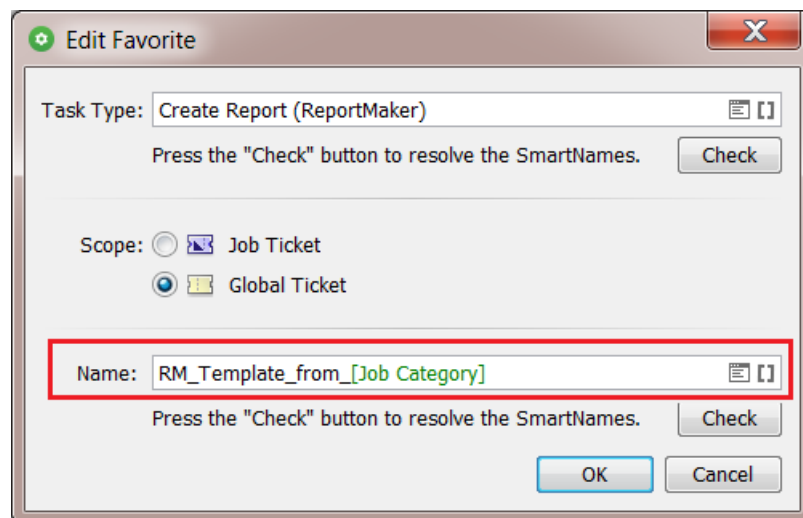 Edit Favorite
Task Type: Create Report (ReportMaker)
Press the "Check" button to resolve the SmartNames. Check
Scope: Job Ticket
Global Ticket
Name: RM_Template_from_[Job Category]
Press the "Check" button to resolve the SmartNames. Check
OK Cancel